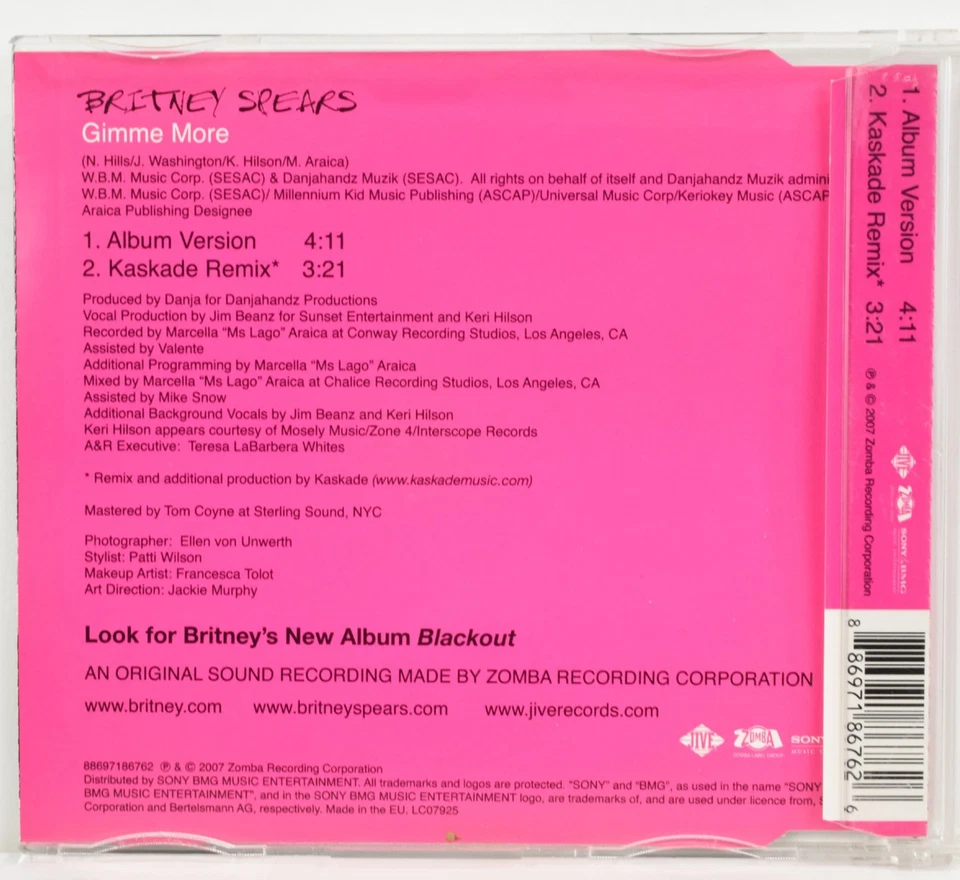 BRITNEY SPEARS
Gimme More
(N. Hills/J. Washington/K. Hilson/M. Araica)
W.B.M. Music Corp. (SESAC) & Danjahandz Muzik (SESAC). All rights on behalf of itself and Danjahandz Muzik admini
W.B.M. Music Corp. (SESAC)/ Millennium Kid Music Publishing (ASCAP)/Universal Music Corp/Keriokey Music (ASCAP
Araica Publishing Designee
1. Album Version 4:11
2. Kaskade Remix* 3:21
Produced by Danja for Danjahandz Productions
Vocal Production by Jim Beanz for Sunset Entertainment and Keri Hilson
Recorded by Marcella “Ms Lago” Araica at Conway Recording Studios, Los Angeles, CA
Assisted by Valente
Additional Programming by Marcella “Ms Lago” Araica
Mixed by Marcella “Ms Lago” Araica at Chalice Recording Studios, Los Angeles, CA
Assisted by Mike Snow
Additional Background Vocals by Jim Beanz and Keri Hilson
Keri Hilson appears courtesy of Mosely Music/Zone 4/Interscope Records
A&R Executive: Teresa LaBarbera Whites
* Remix and additional production by Kaskade (www.kaskademusic.com)
Mastered by Tom Coyne at Sterling Sound, NYC
Photographer: Ellen von Unwerth
Stylist: Patti Wilson
Makeup Artist: Francesca Tolot
Art Direction: Jackie Murphy
Look for Britney's New Album Blackout
AN ORIGINAL SOUND RECORDING MADE BY ZOMBA RECORDING CORPORATION
www.britney.com www.britneyspears.com www.jiverecords.com
JIVE ZOMBA SONY
88697186762 ℗ & © 2007 Zomba Recording Corporation
Distributed by SONY BMG MUSIC ENTERTAINMENT. All trademarks and logos are protected. “SONY” and “BMG”, as used in the name “SONY
BMG MUSIC ENTERTAINMENT”, and in the SONY BMG MUSIC ENTERTAINMENT logo, are trademarks of, and are used under licence from, S
Corporation and Bertelsmann AG, respectively. Made in the EU. LC07925
1. Album Version 4:11
2. Kaskade Remix* 3:21
℗ & © 2007 Zomba Recording Corporation
JIVE ZOMBA SONY BMG
8 86971 86762 6